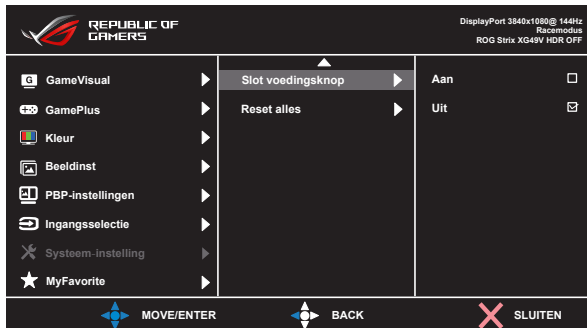 REPUBLIC OF
GAMERS
DisplayPort 3840x1080@ 144Hz
Racemodus
ROG Strix XG49V HDR OFF
G GameVisual
GamePlus
Kleur
Beeldinst
PBP-instellingen
Ingangsselectie
Systeem-instelling
MyFavorite
Slot voedingsknop
Reset alles
Aan
Uit
MOVE/ENTER
BACK
SLUITEN